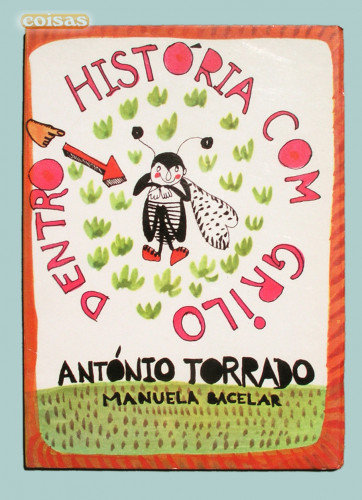 coisas
HISTÓRIA COM GRILO DENTRO
ANTÓNIO TORRADO
MANUELA BACELAR